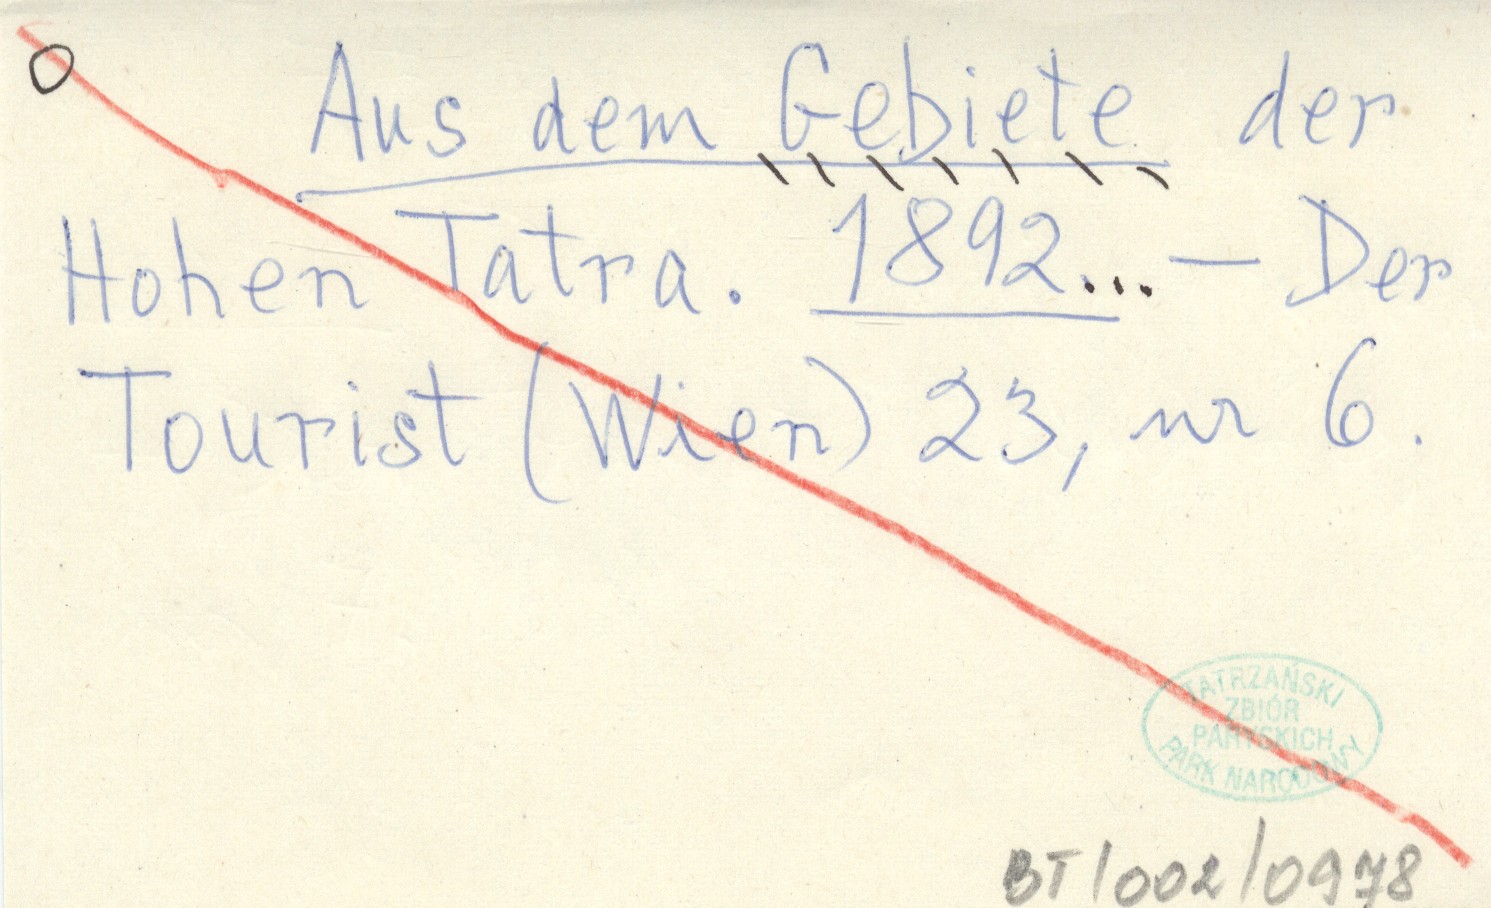 O
Aus dem Gebiete der
Hohen Tatra. 1892... — Der
Tourist (Wien) 23, nr 6.
TATRZAŃSKI
ZBIÓR
PARYSKICH
PARK NARODOWY
BT/002/0978